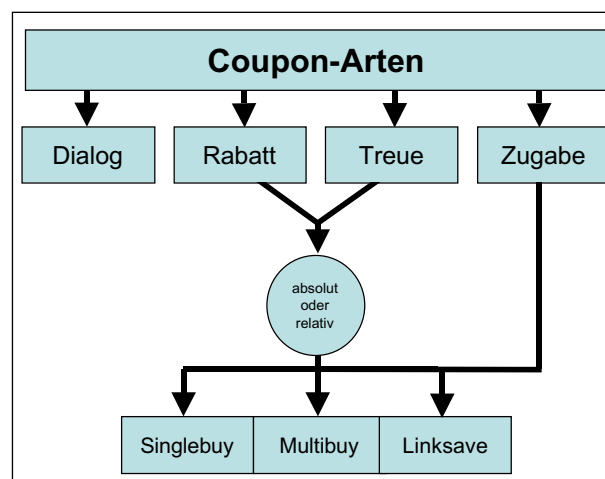 Coupon-Arten
Dialog
Rabatt
Treue
Zugabe
absolut
oder
relativ
Singlebuy
Multibuy
Linksave